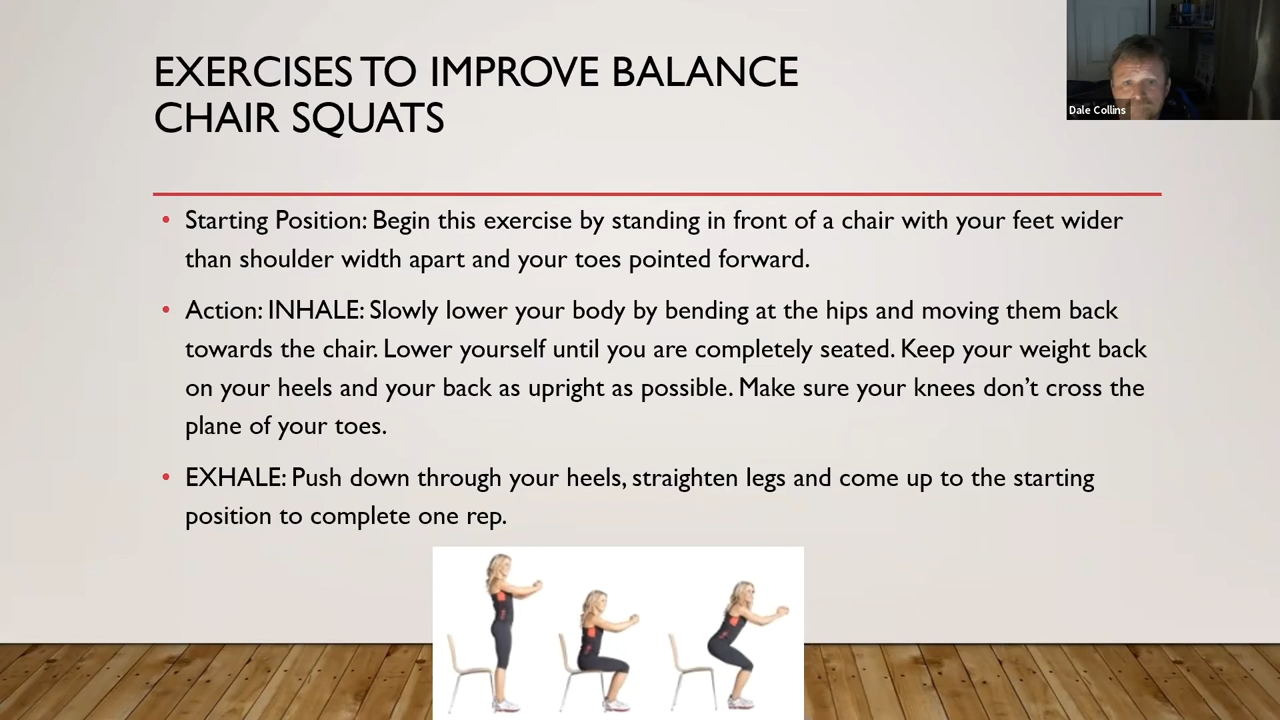 EXERCISES TO IMPROVE BALANCE
CHAIR SQUATS
Dale Collins
• Starting Position: Begin this exercise by standing in front of a chair with your feet wider
than shoulder width apart and your toes pointed forward.
• Action: INHALE: Slowly lower your body by bending at the hips and moving them back
towards the chair. Lower yourself until you are completely seated. Keep your weight back
on your heels and your back as upright as possible. Make sure your knees don’t cross the
plane of your toes.
• EXHALE: Push down through your heels, straighten legs and come up to the starting
position to complete one rep.